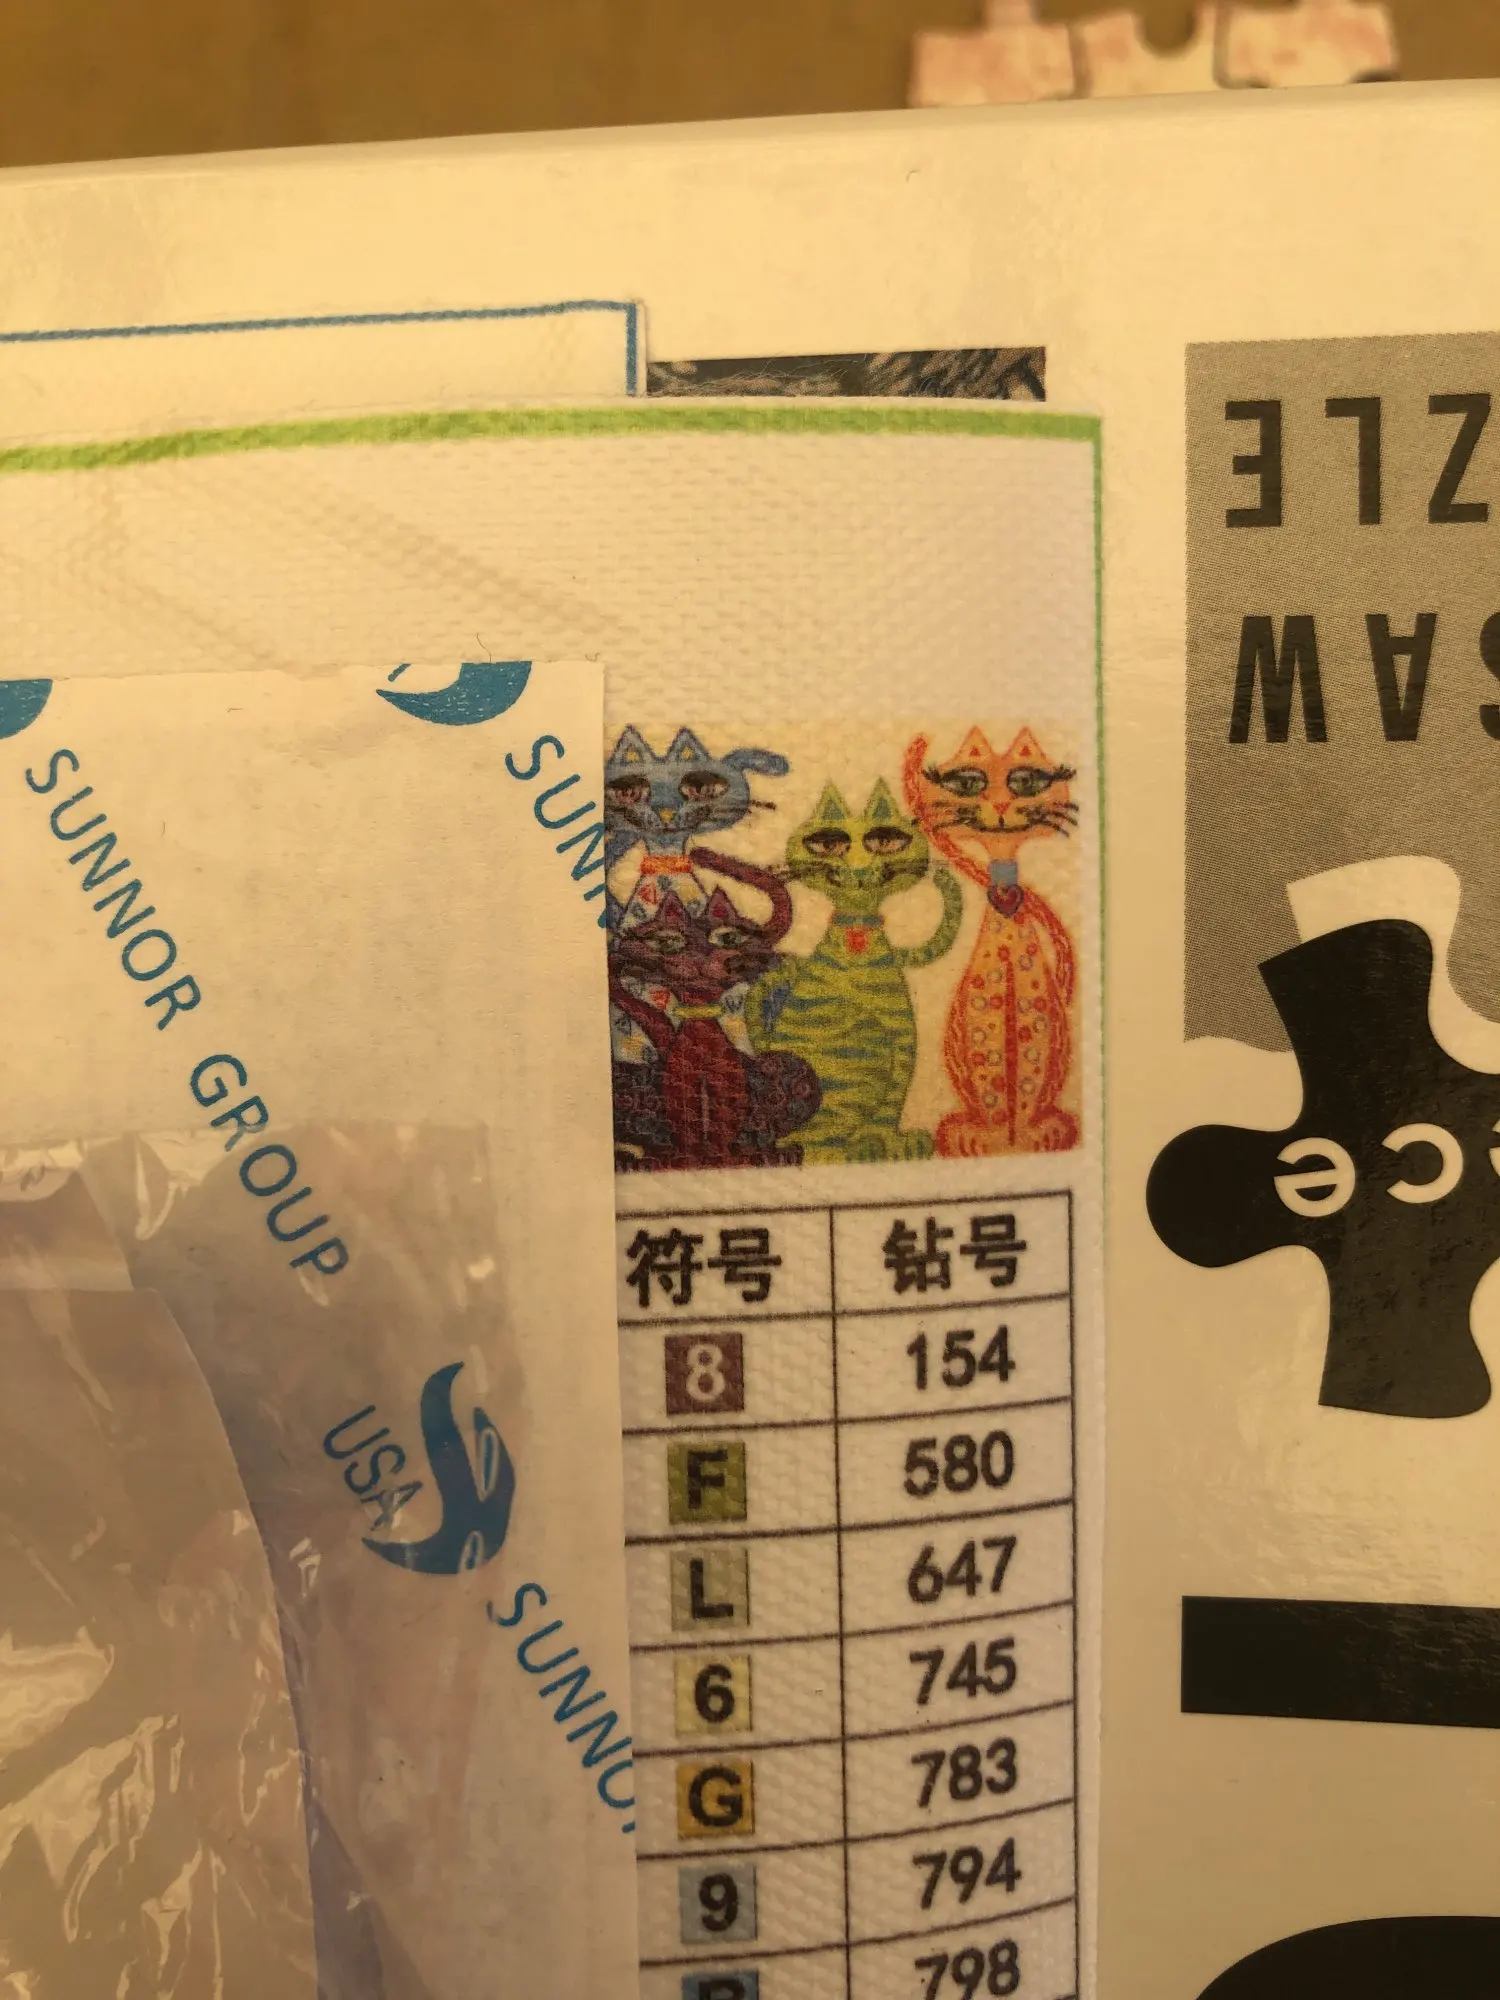 ZLE
SAW
ce
SUNNOR GROUP
SUNN
USA
SUNNO
符号 钻号
8 154
F 580
L 647
6 745
G 783
9 794
798